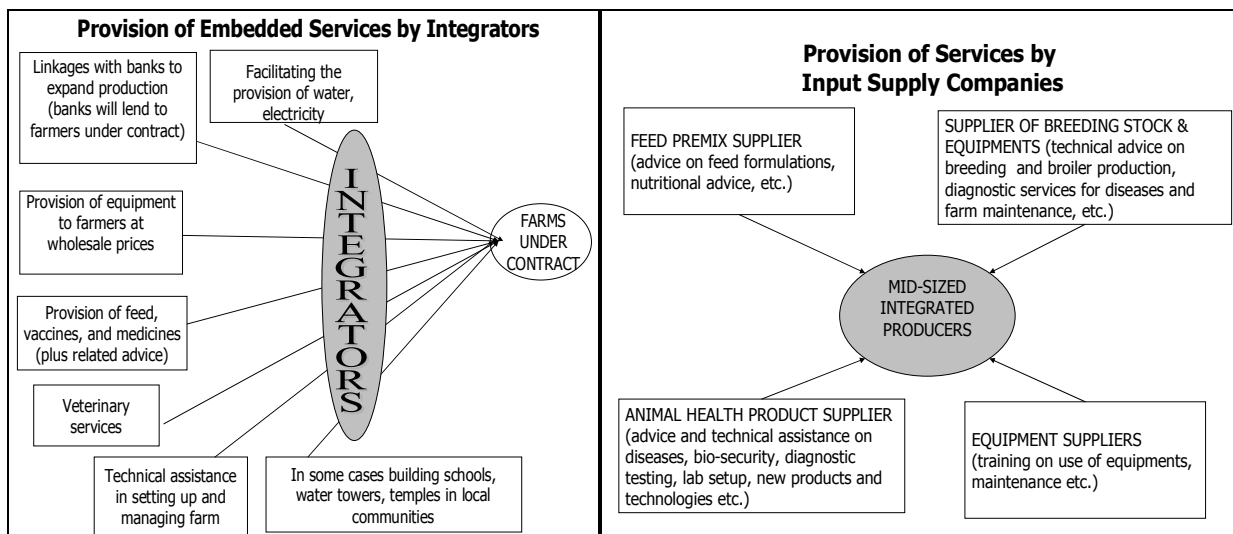 Provision of Embedded Services by Integrators
Linkages with banks to
expand production
(banks will lend to
farmers under contract)
Facilitating the
provision of water,
electricity
Provision of equipment
to farmers at
wholesale prices
Provision of feed,
vaccines, and medicines
(plus related advice)
Veterinary
services
Technical assistance
in setting up and
managing farm
In some cases building schools,
water towers, temples in local
communities
INTEGRATORS
FARMS
UNDER
CONTRACT
Provision of Services by
Input Supply Companies
FEED PREMIX SUPPLIER
(advice on feed formulations,
nutritional advice, etc.)
SUPPLIER OF BREEDING STOCK &
EQUIPMENTS (technical advice on
breeding and broiler production,
diagnostic services for diseases and
farm maintenance, etc.)
MID-SIZED
INTEGRATED
PRODUCERS
ANIMAL HEALTH PRODUCT SUPPLIER
(advice and technical assistance on
diseases, bio-security, diagnostic
testing, lab setup, new products and
technologies etc.)
EQUIPMENT SUPPLIERS
(training on use of equipments,
maintenance etc.)